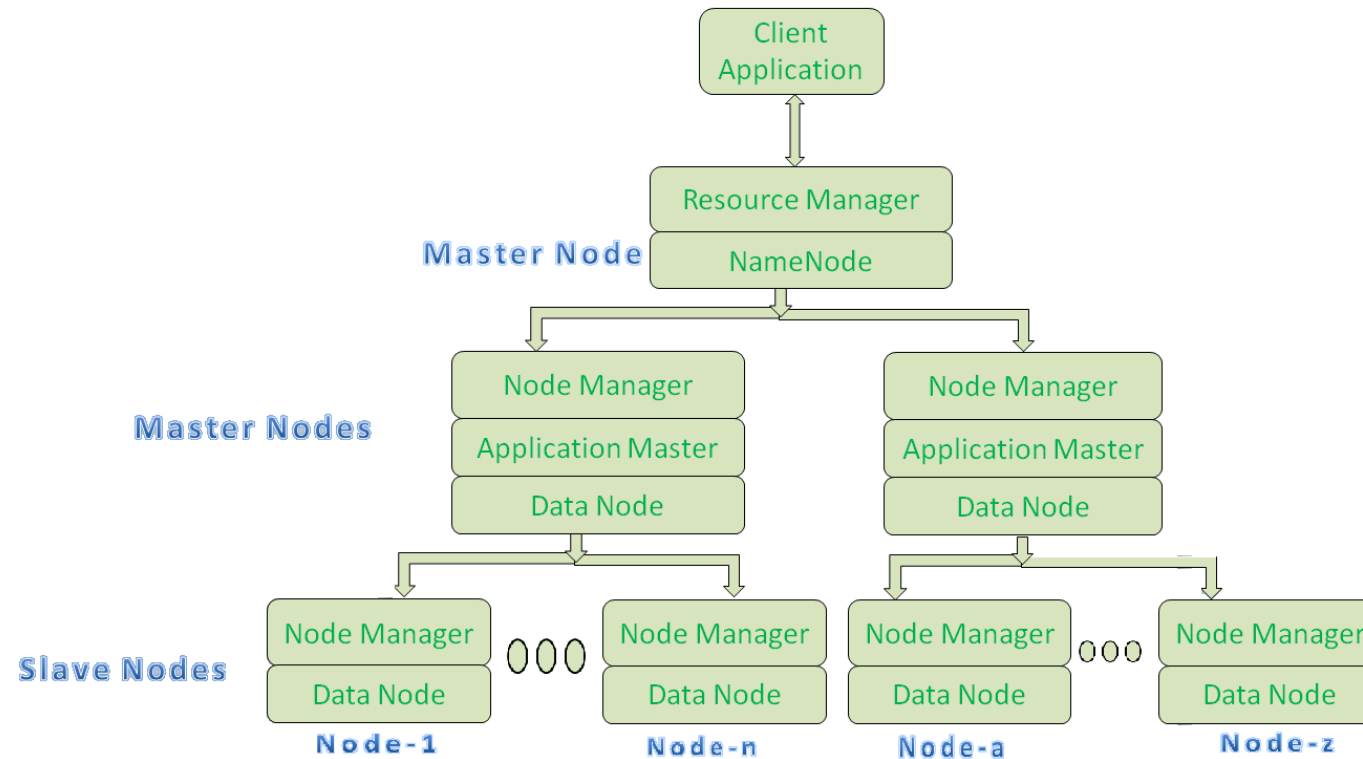 Client
Application
Resource Manager
Master Node
NameNode
Node Manager
Node Manager
Master Nodes
Application Master
Application Master
Data Node
Data Node
Node Manager
Node Manager
Node Manager
Node Manager
Slave Nodes
Data Node
Data Node
Data Node
Data Node
Node-1
Node-n
Node-a
Node-z